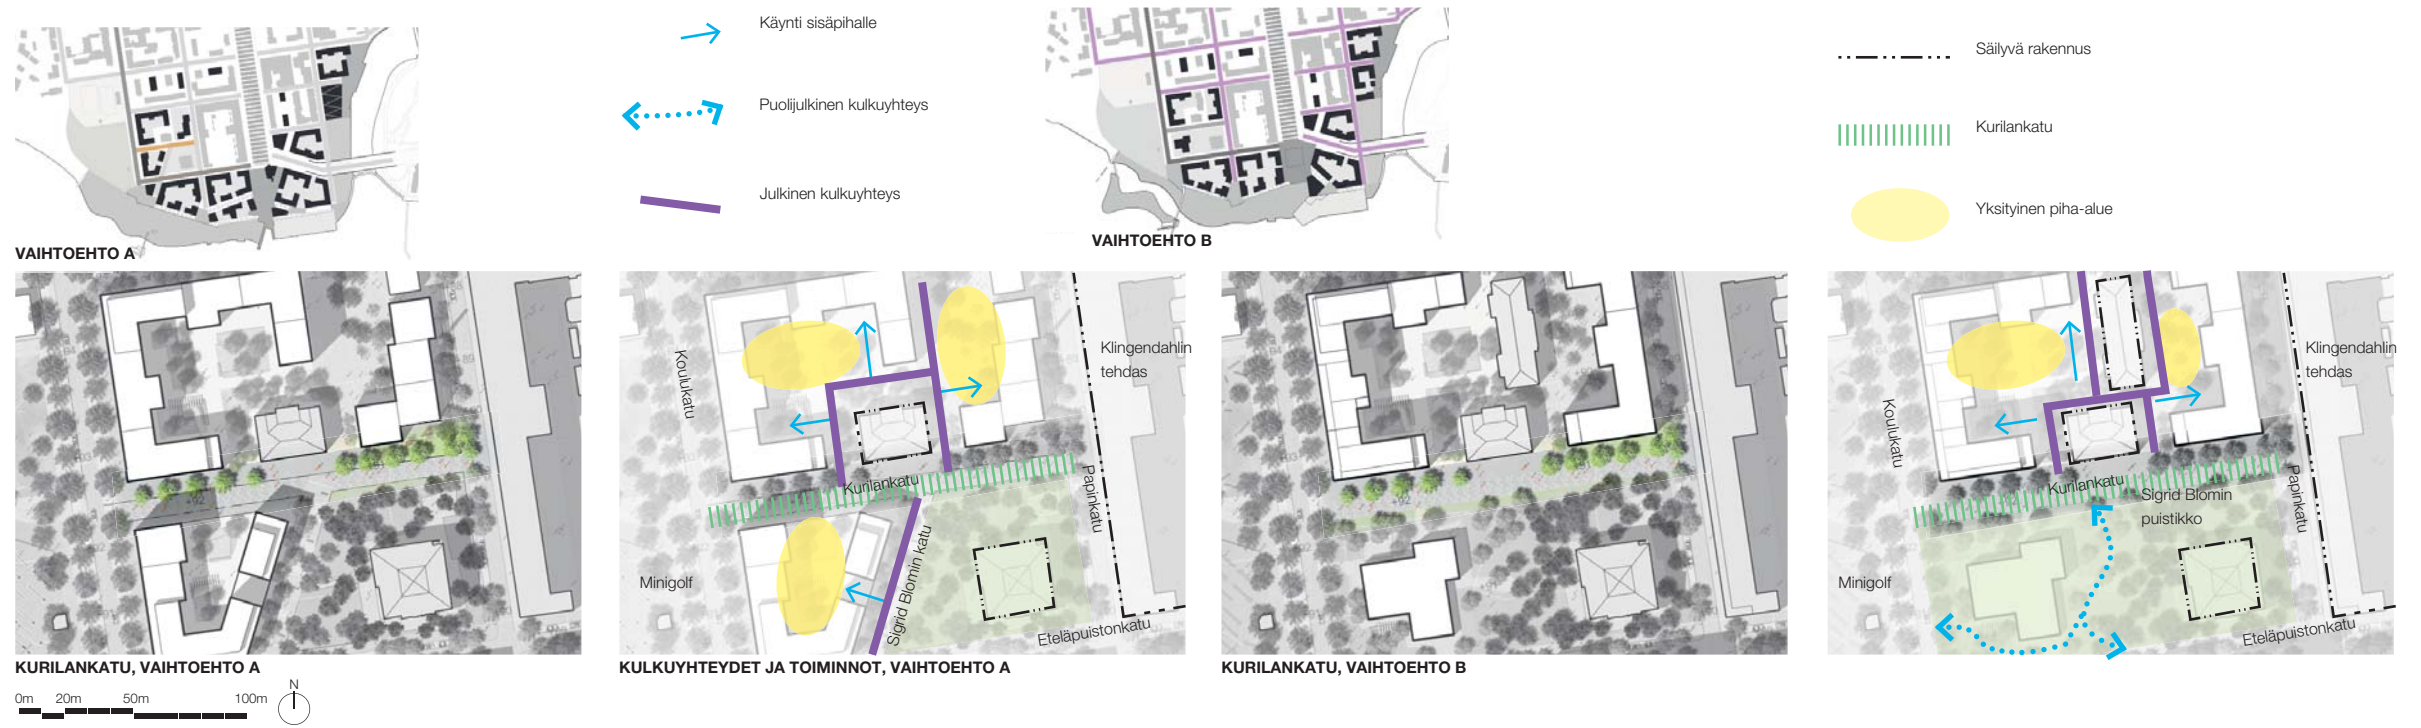 Käynti sisäpihalle
Puolijulkinen kulkuyhteys
Julkinen kulkuyhteys
Säilyvä rakennus
Kurilankatu
Yksityinen piha-alue
VAIHTOEHTO A
VAIHTOEHTO B
Koulukatu
Klingendahlin
tehdas
Kurilankatu
Papinkatu
Minigolf
Sigrid Blomin katu
Eteläpuistonkatu
Koulukatu
Klingendahlin
tehdas
Kurilankatu
Sigrid Blomin
puistikko
Papinkatu
Minigolf
Eteläpuistonkatu
KURILANKATU, VAIHTOEHTO A
KULKUYHTEYDET JA TOIMINNOT, VAIHTOEHTO A
KURILANKATU, VAIHTOEHTO B
0m 20m 50m 100m
N